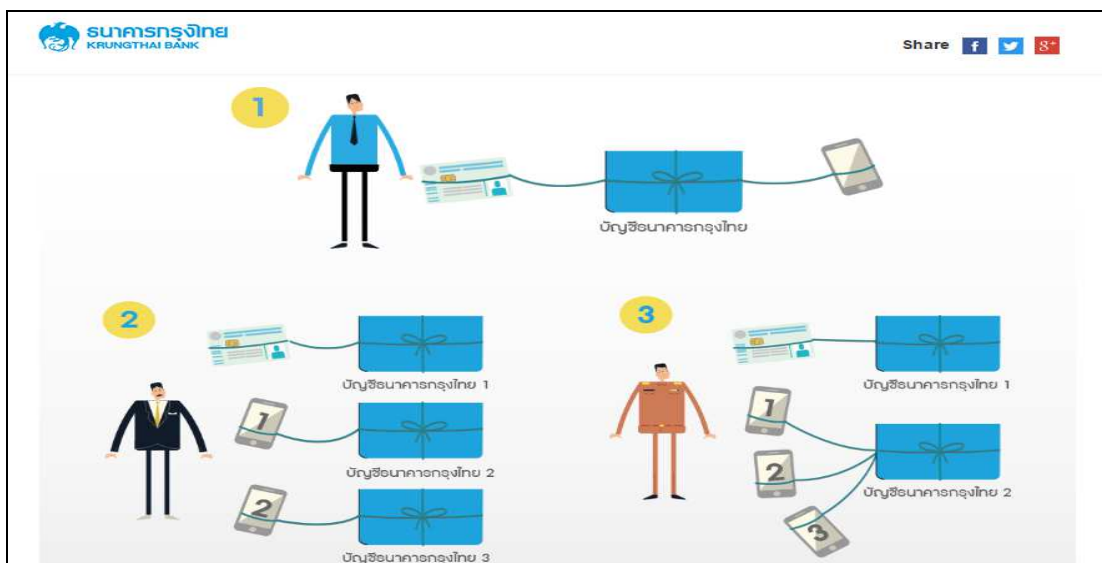 ธนาคารกรุงไทย
KRUNGTHAI BANK
Share f g+
1
บัญชีธนาคารกรุงไทย
2
บัญชีธนาคารกรุงไทย 1
1
บัญชีธนาคารกรุงไทย 2
2
บัญชีธนาคารกรุงไทย 3
3
บัญชีธนาคารกรุงไทย 1
1
2
บัญชีธนาคารกรุงไทย 2
3